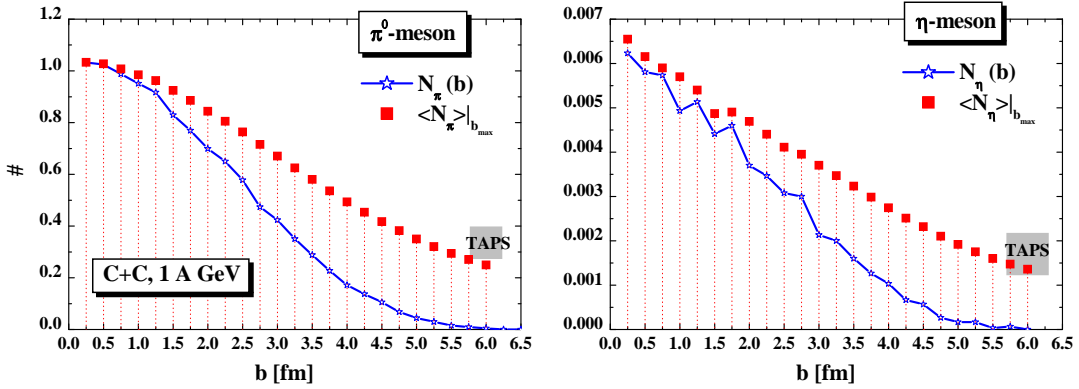 π⁰-meson
N_π (b)
<N_π>|_b_max
#
1.2
1.0
0.8
0.6
0.4
0.2
0.0
TAPS
C+C, 1 A GeV
0.0 0.5 1.0 1.5 2.0 2.5 3.0 3.5 4.0 4.5 5.0 5.5 6.0 6.5
b [fm]
η-meson
N_η (b)
<N_η>|_b_max
0.007
0.006
0.005
0.004
0.003
0.002
0.001
0.000
TAPS
0.0 0.5 1.0 1.5 2.0 2.5 3.0 3.5 4.0 4.5 5.0 5.5 6.0 6.5
b [fm]